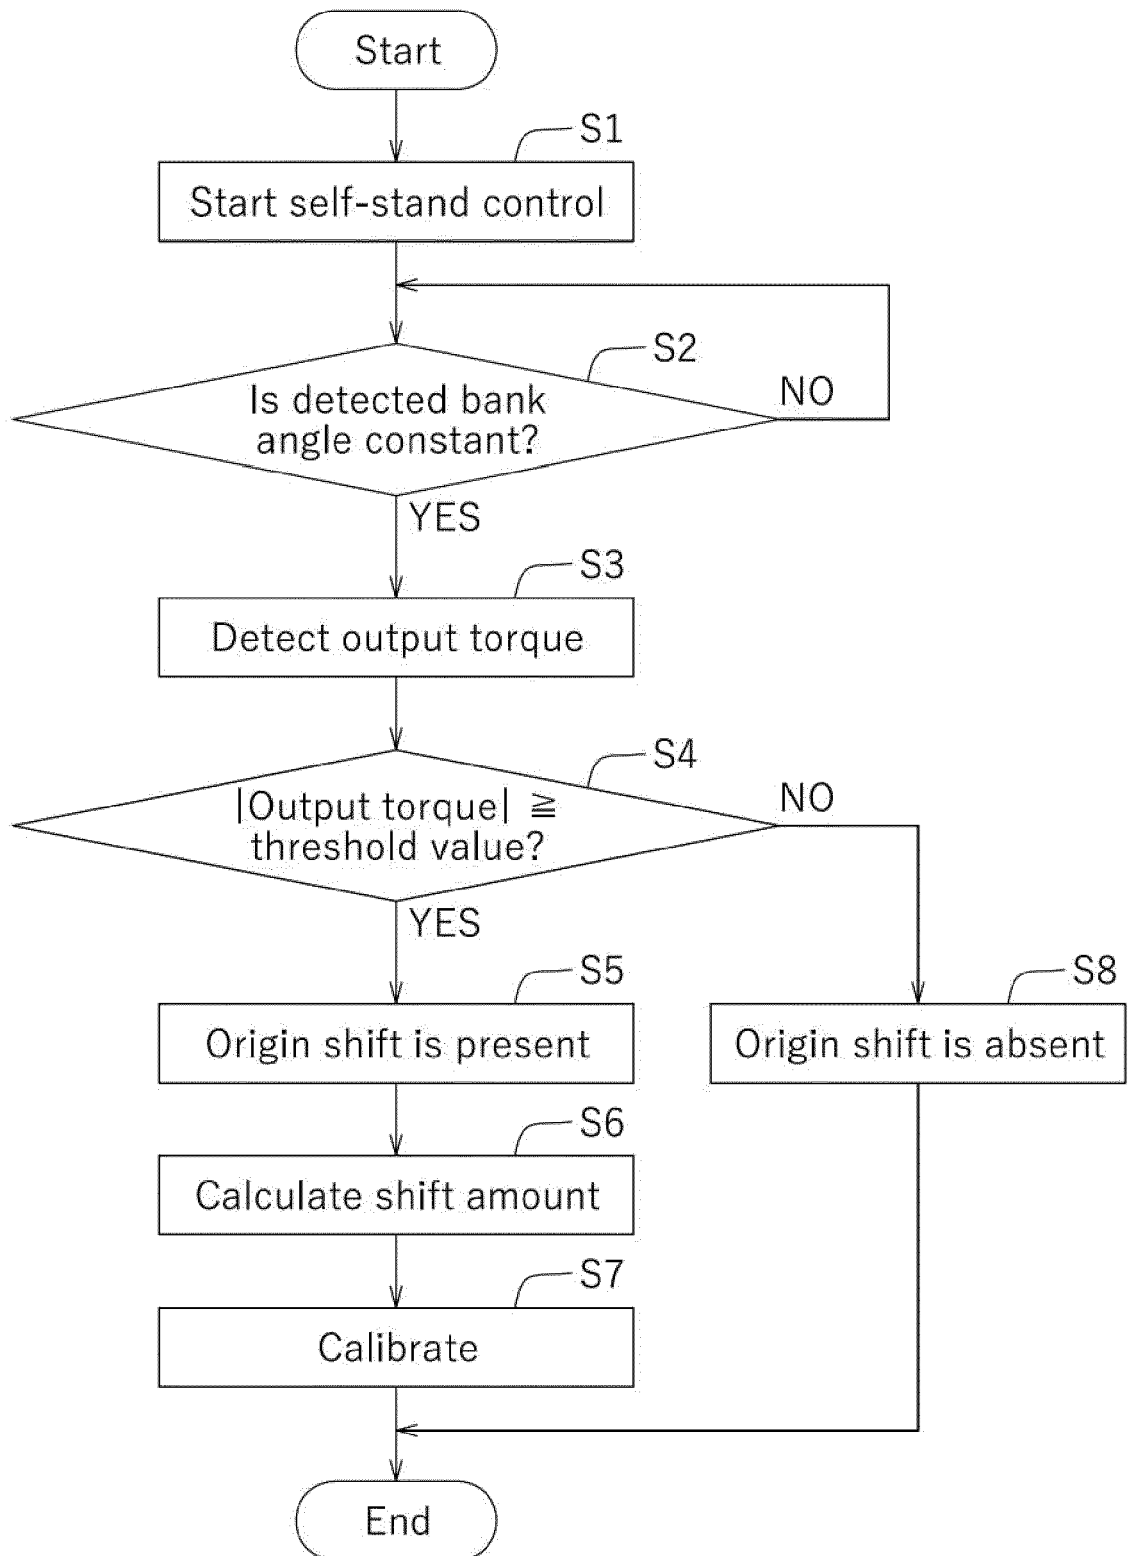 Start
S1
Start self-stand control
S2
Is detected bank
angle constant?
NO
YES
S3
Detect output torque
S4
|Output torque| ≧
threshold value?
NO
YES
S5
Origin shift is present
S8
Origin shift is absent
S6
Calculate shift amount
S7
Calibrate
End